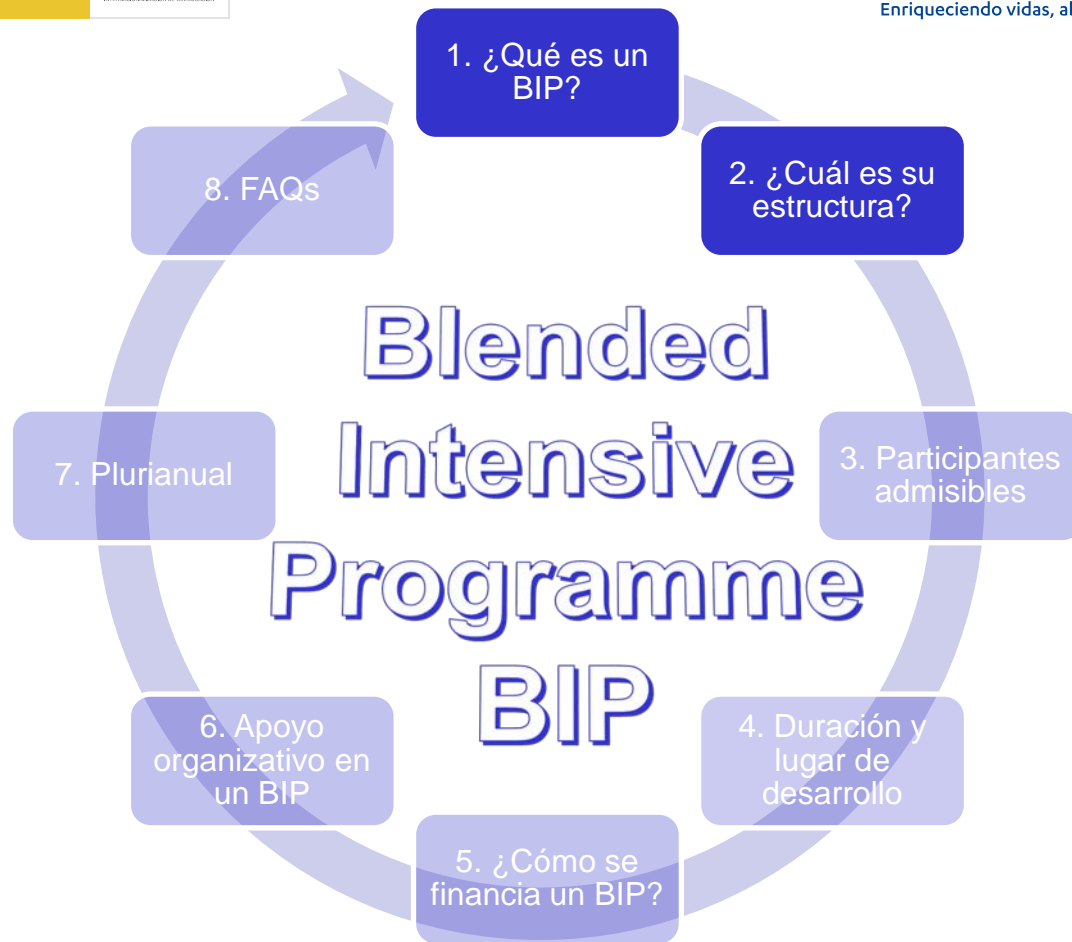 Enriqueciendo vidas,
1. ¿Qué es un
BIP?
2. ¿Cuál es su
estructura?
3. Participantes
admisibles
4. Duración y
lugar de
desarrollo
5. ¿Cómo se
financia un BIP?
6. Apoyo
organizativo en
un BIP
7. Plurianual
8. FAQs
Blended
Intensive
Programme
BIP